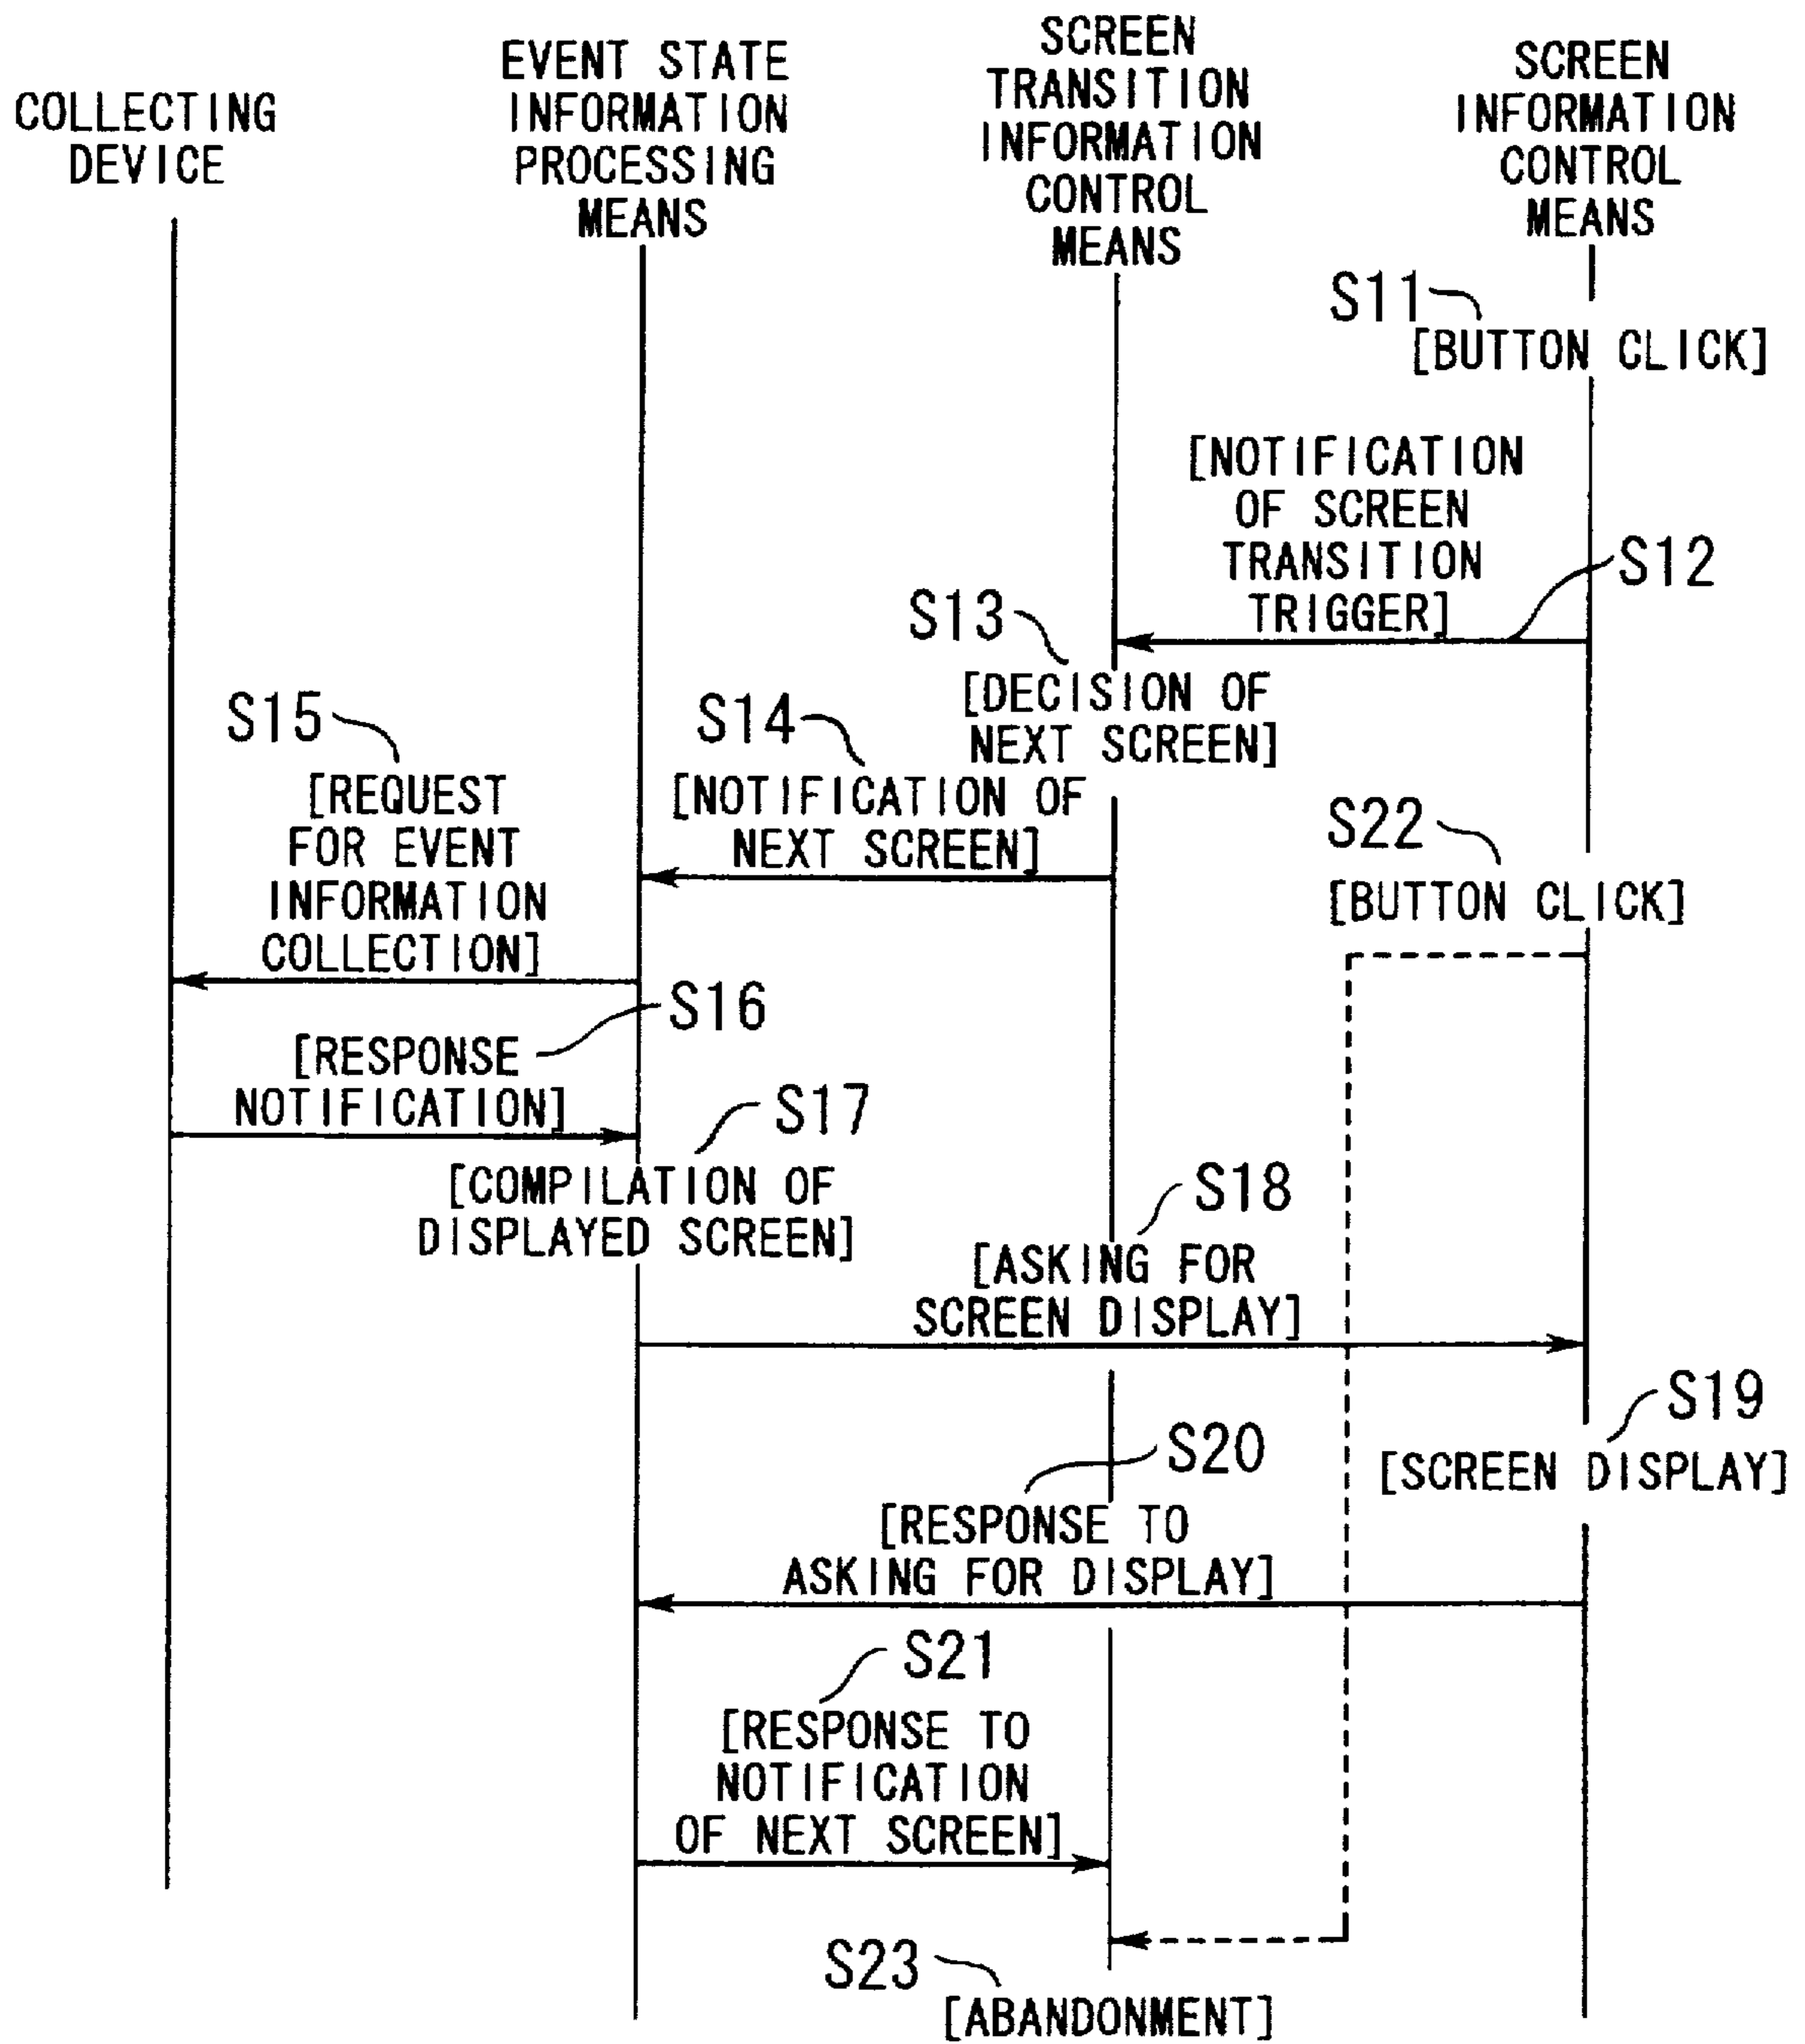 COLLECTING
DEVICE
EVENT STATE
INFORMATION
PROCESSING
MEANS
SCREEN
TRANSITION
INFORMATION
CONTROL
MEANS
SCREEN
INFORMATION
CONTROL
MEANS
S11
[BUTTON CLICK]
[NOTIFICATION
OF SCREEN
TRANSITION
TRIGGER]
S12
S13
[DECISION OF
NEXT SCREEN]
S14
[NOTIFICATION OF
NEXT SCREEN]
S15
[REQUEST
FOR EVENT
INFORMATION
COLLECTION]
S22
[BUTTON CLICK]
S16
[RESPONSE
NOTIFICATION]
S17
[COMPILATION OF
DISPLAYED SCREEN]
S18
[ASKING FOR
SCREEN DISPLAY]
S19
[SCREEN DISPLAY]
S20
[RESPONSE TO
ASKING FOR DISPLAY]
S21
[RESPONSE TO
NOTIFICATION
OF NEXT SCREEN]
S23
[ABANDONMENT]